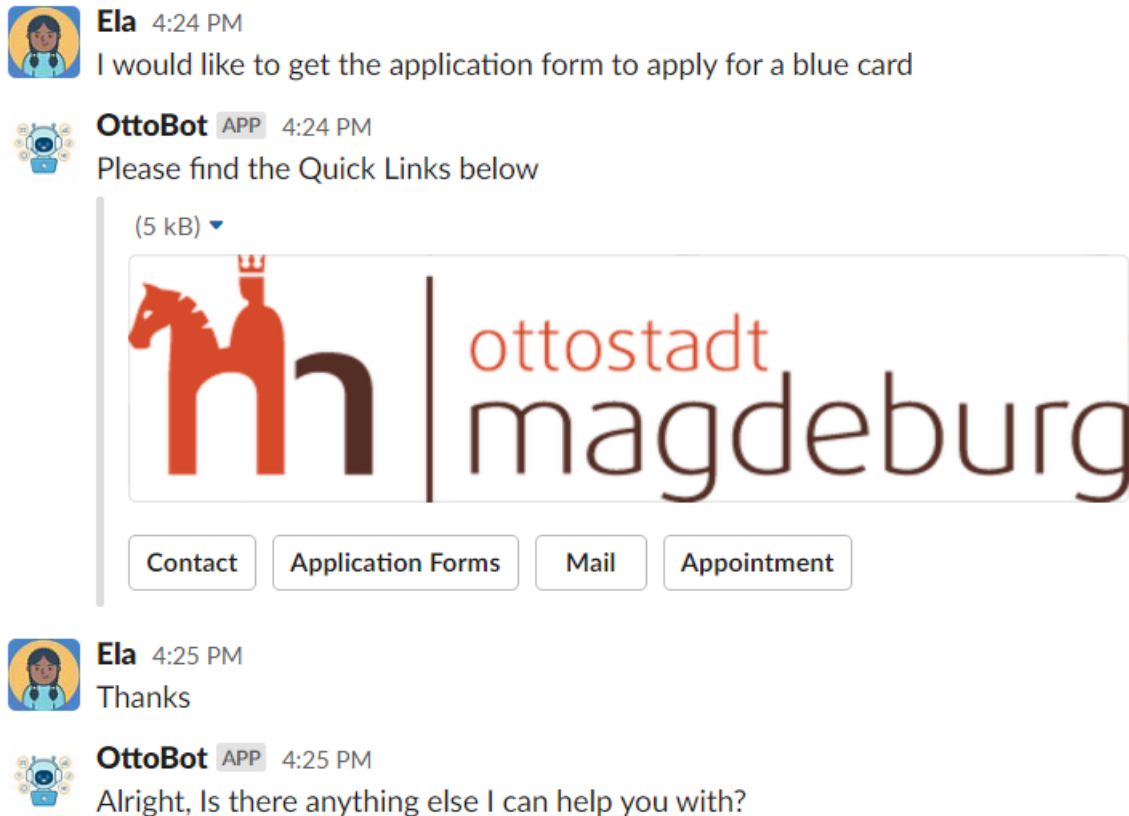 Ela 4:24 PM
I would like to get the application form to apply for a blue card
OttoBot APP 4:24 PM
Please find the Quick Links below
(5 kB)
ottostadt
magdeburg
Contact Application Forms Mail Appointment
Ela 4:25 PM
Thanks
OttoBot APP 4:25 PM
Alright, Is there anything else I can help you with?